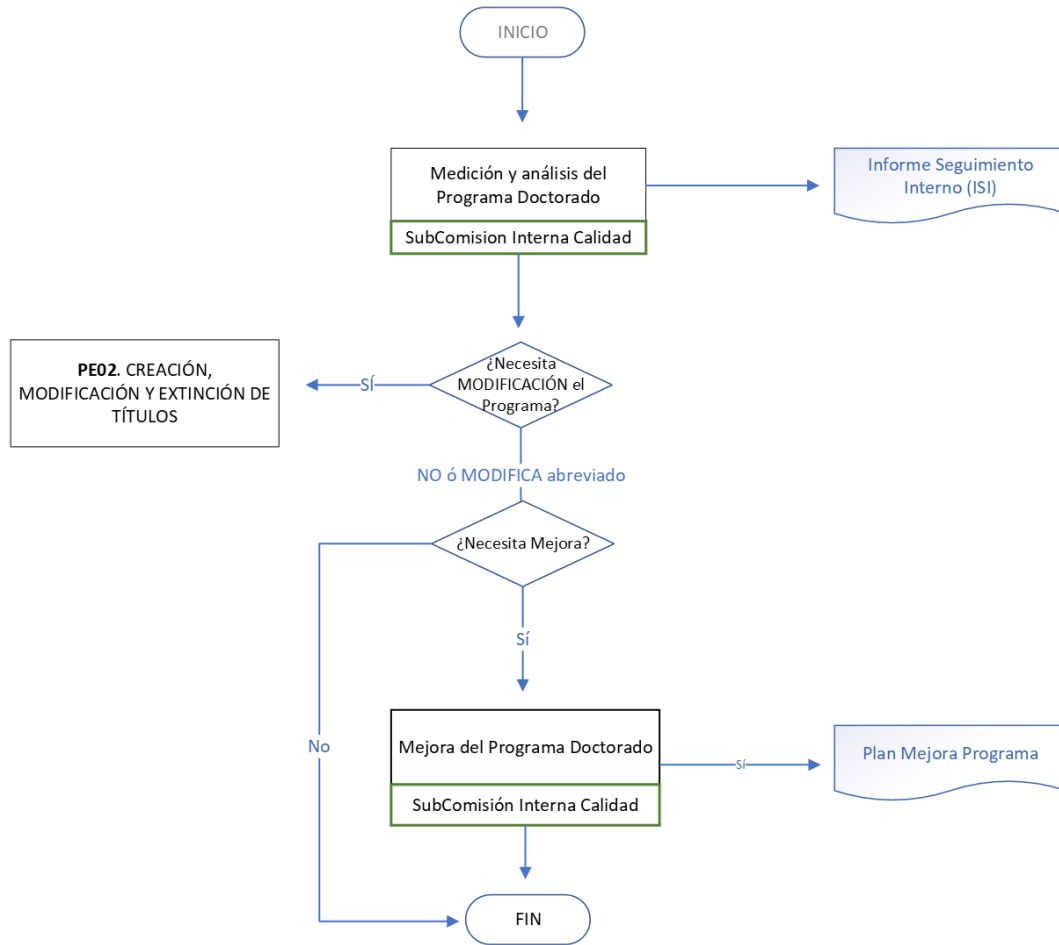 INICIO
Medición y análisis del
Programa Doctorado
SubComision Interna Calidad
Informe Seguimiento
Interno (ISI)
¿Necesita
MODIFICACIÓN el
Programa?
SÍ
PE02. CREACIÓN,
MODIFICACIÓN Y EXTINCIÓN DE
TÍTULOS
NO ó MODIFICA abreviado
¿Necesita Mejora?
Sí
No
Mejora del Programa Doctorado
SubComisión Interna Calidad
Sí
Plan Mejora Programa
FIN